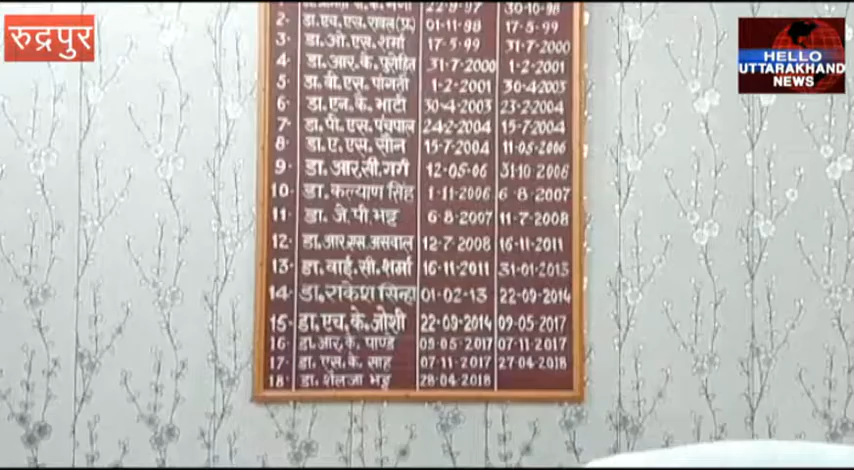 रुद्रपुर
HELLO
UTTARAKHAND
NEWS
22-9-97 30-10-98
2- डा.एच.एस.रावल(प्र.) 01-11-98 17-5-99
3- डा.ओ.एस.शर्मा 17-5-99 31-7-2000
4- डा.आर.के.पुरोहित 31-7-2000 1-2-2001
5- डा.बी.एस.पांगती 1-2-2001 30-4-2003
6- डा.एन.के.भाटी 30-4-2003 23-2-2004
7- डा.पी.एस.पंचपाल 24-2-2004 15-7-2004
8- डा.ए.एस.सौन 15-7-2004 11-05-2006
9- डा.आर.सी.गर्ग 12-05-06 31-10-2006
10- डा.कल्याण सिंह 1-11-2006 6-8-2007
11- डा.जे.पी.भट्ट 6-8-2007 11-7-2008
12- डा.आर.एस.असवाल 12-7-2008 16-11-2011
13- डा.वाई.सी.शर्मा 16-11-2011 31-01-2013
14- डा.राकेश सिन्हा 01-02-13 22-09-2014
15- डा.एच.के.जोशी 22-09-2014 09-05-2017
16- डा.आर.के.पाण्डे 09-05-2017 07-11-2017
17- डा.एस.के.साह 07-11-2017 27-04-2018
18- डा.शैलजा भट्ट 28-04-2018